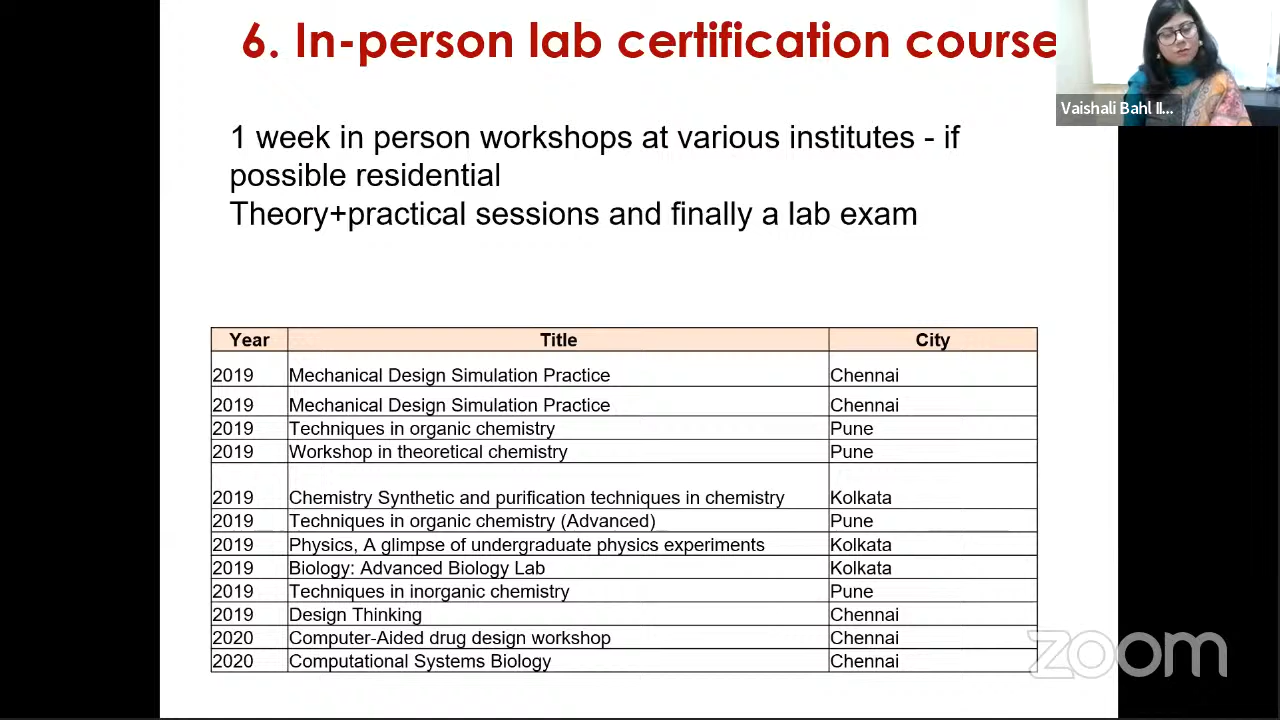 6. In-person lab certification course
Vaishali Bahl II...
1 week in person workshops at various institutes - if
possible residential
Theory+practical sessions and finally a lab exam
Year Title City
2019 Mechanical Design Simulation Practice Chennai
2019 Mechanical Design Simulation Practice Chennai
2019 Techniques in organic chemistry Pune
2019 Workshop in theoretical chemistry Pune
2019 Chemistry Synthetic and purification techniques in chemistry Kolkata
2019 Techniques in organic chemistry (Advanced) Pune
2019 Physics, A glimpse of undergraduate physics experiments Kolkata
2019 Biology: Advanced Biology Lab Kolkata
2019 Techniques in inorganic chemistry Pune
2019 Design Thinking Chennai
2020 Computer-Aided drug design workshop Chennai
2020 Computational Systems Biology Chennai
zoom